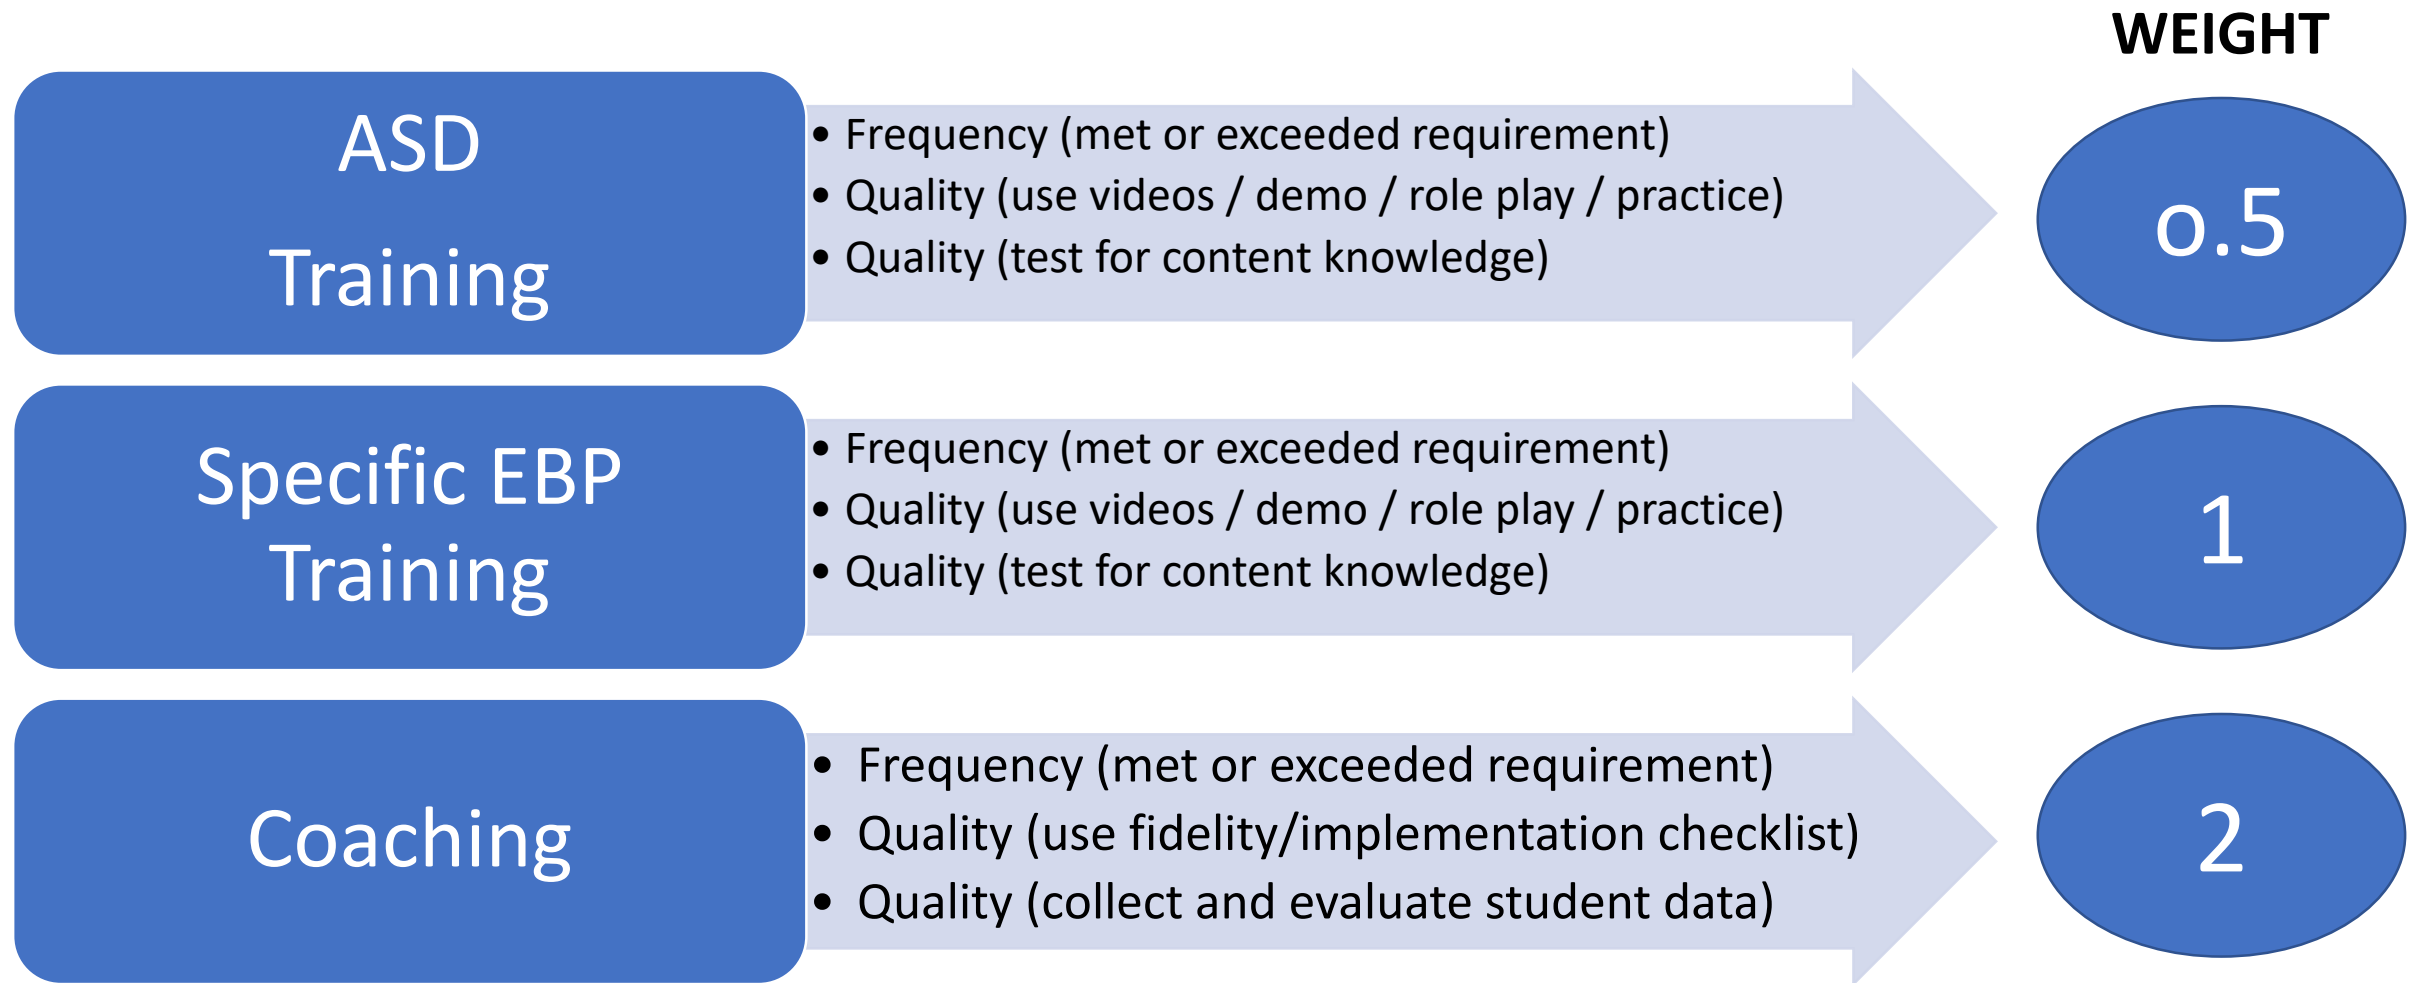 WEIGHT
ASD
Training
• Frequency (met or exceeded requirement)
• Quality (use videos / demo / role play / practice)
• Quality (test for content knowledge)
o.5
Specific EBP
Training
• Frequency (met or exceeded requirement)
• Quality (use videos / demo / role play / practice)
• Quality (test for content knowledge)
1
Coaching
• Frequency (met or exceeded requirement)
• Quality (use fidelity/implementation checklist)
• Quality (collect and evaluate student data)
2